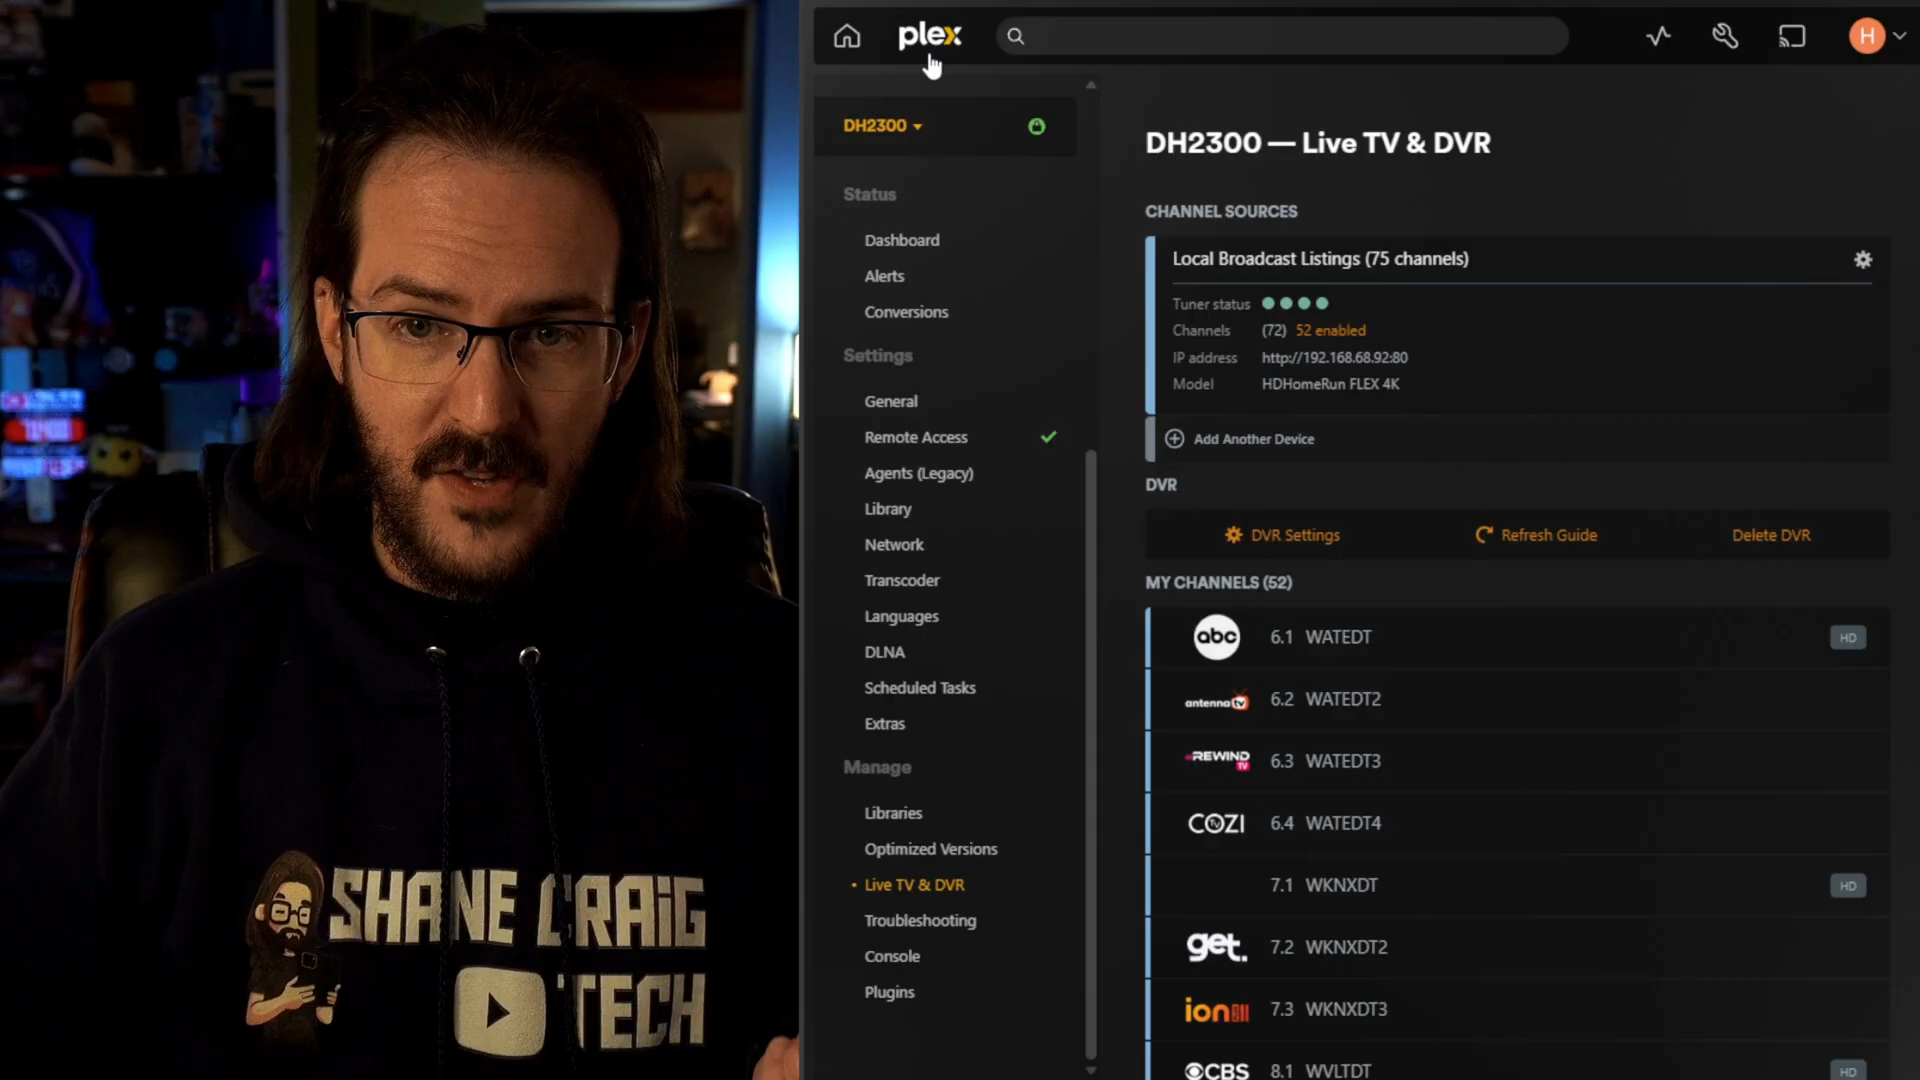 plex
H
DH2300
Status
Dashboard
Alerts
Conversions
Settings
General
Remote Access
Agents (Legacy)
Library
Network
Transcoder
Languages
DLNA
Scheduled Tasks
Extras
Manage
Libraries
Optimized Versions
Live TV & DVR
Troubleshooting
Console
Plugins
DH2300 — Live TV & DVR
CHANNEL SOURCES
Local Broadcast Listings (75 channels)
Tuner status
Channels (72) 52 enabled
IP address http://192.168.68.92:80
Model HDHomeRun FLEX 4K
Add Another Device
DVR
DVR Settings Refresh Guide Delete DVR
MY CHANNELS (52)
abc 6.1 WATEDT HD
antenna tv 6.2 WATEDT2
REWIND TV 6.3 WATEDT3
COZI TV 6.4 WATEDT4
7.1 WKNXDT HD
get. 7.2 WKNXDT2
ion 7.3 WKNXDT3
CBS 8.1 WVLTDT HD
SHANE CRAIG
TECH